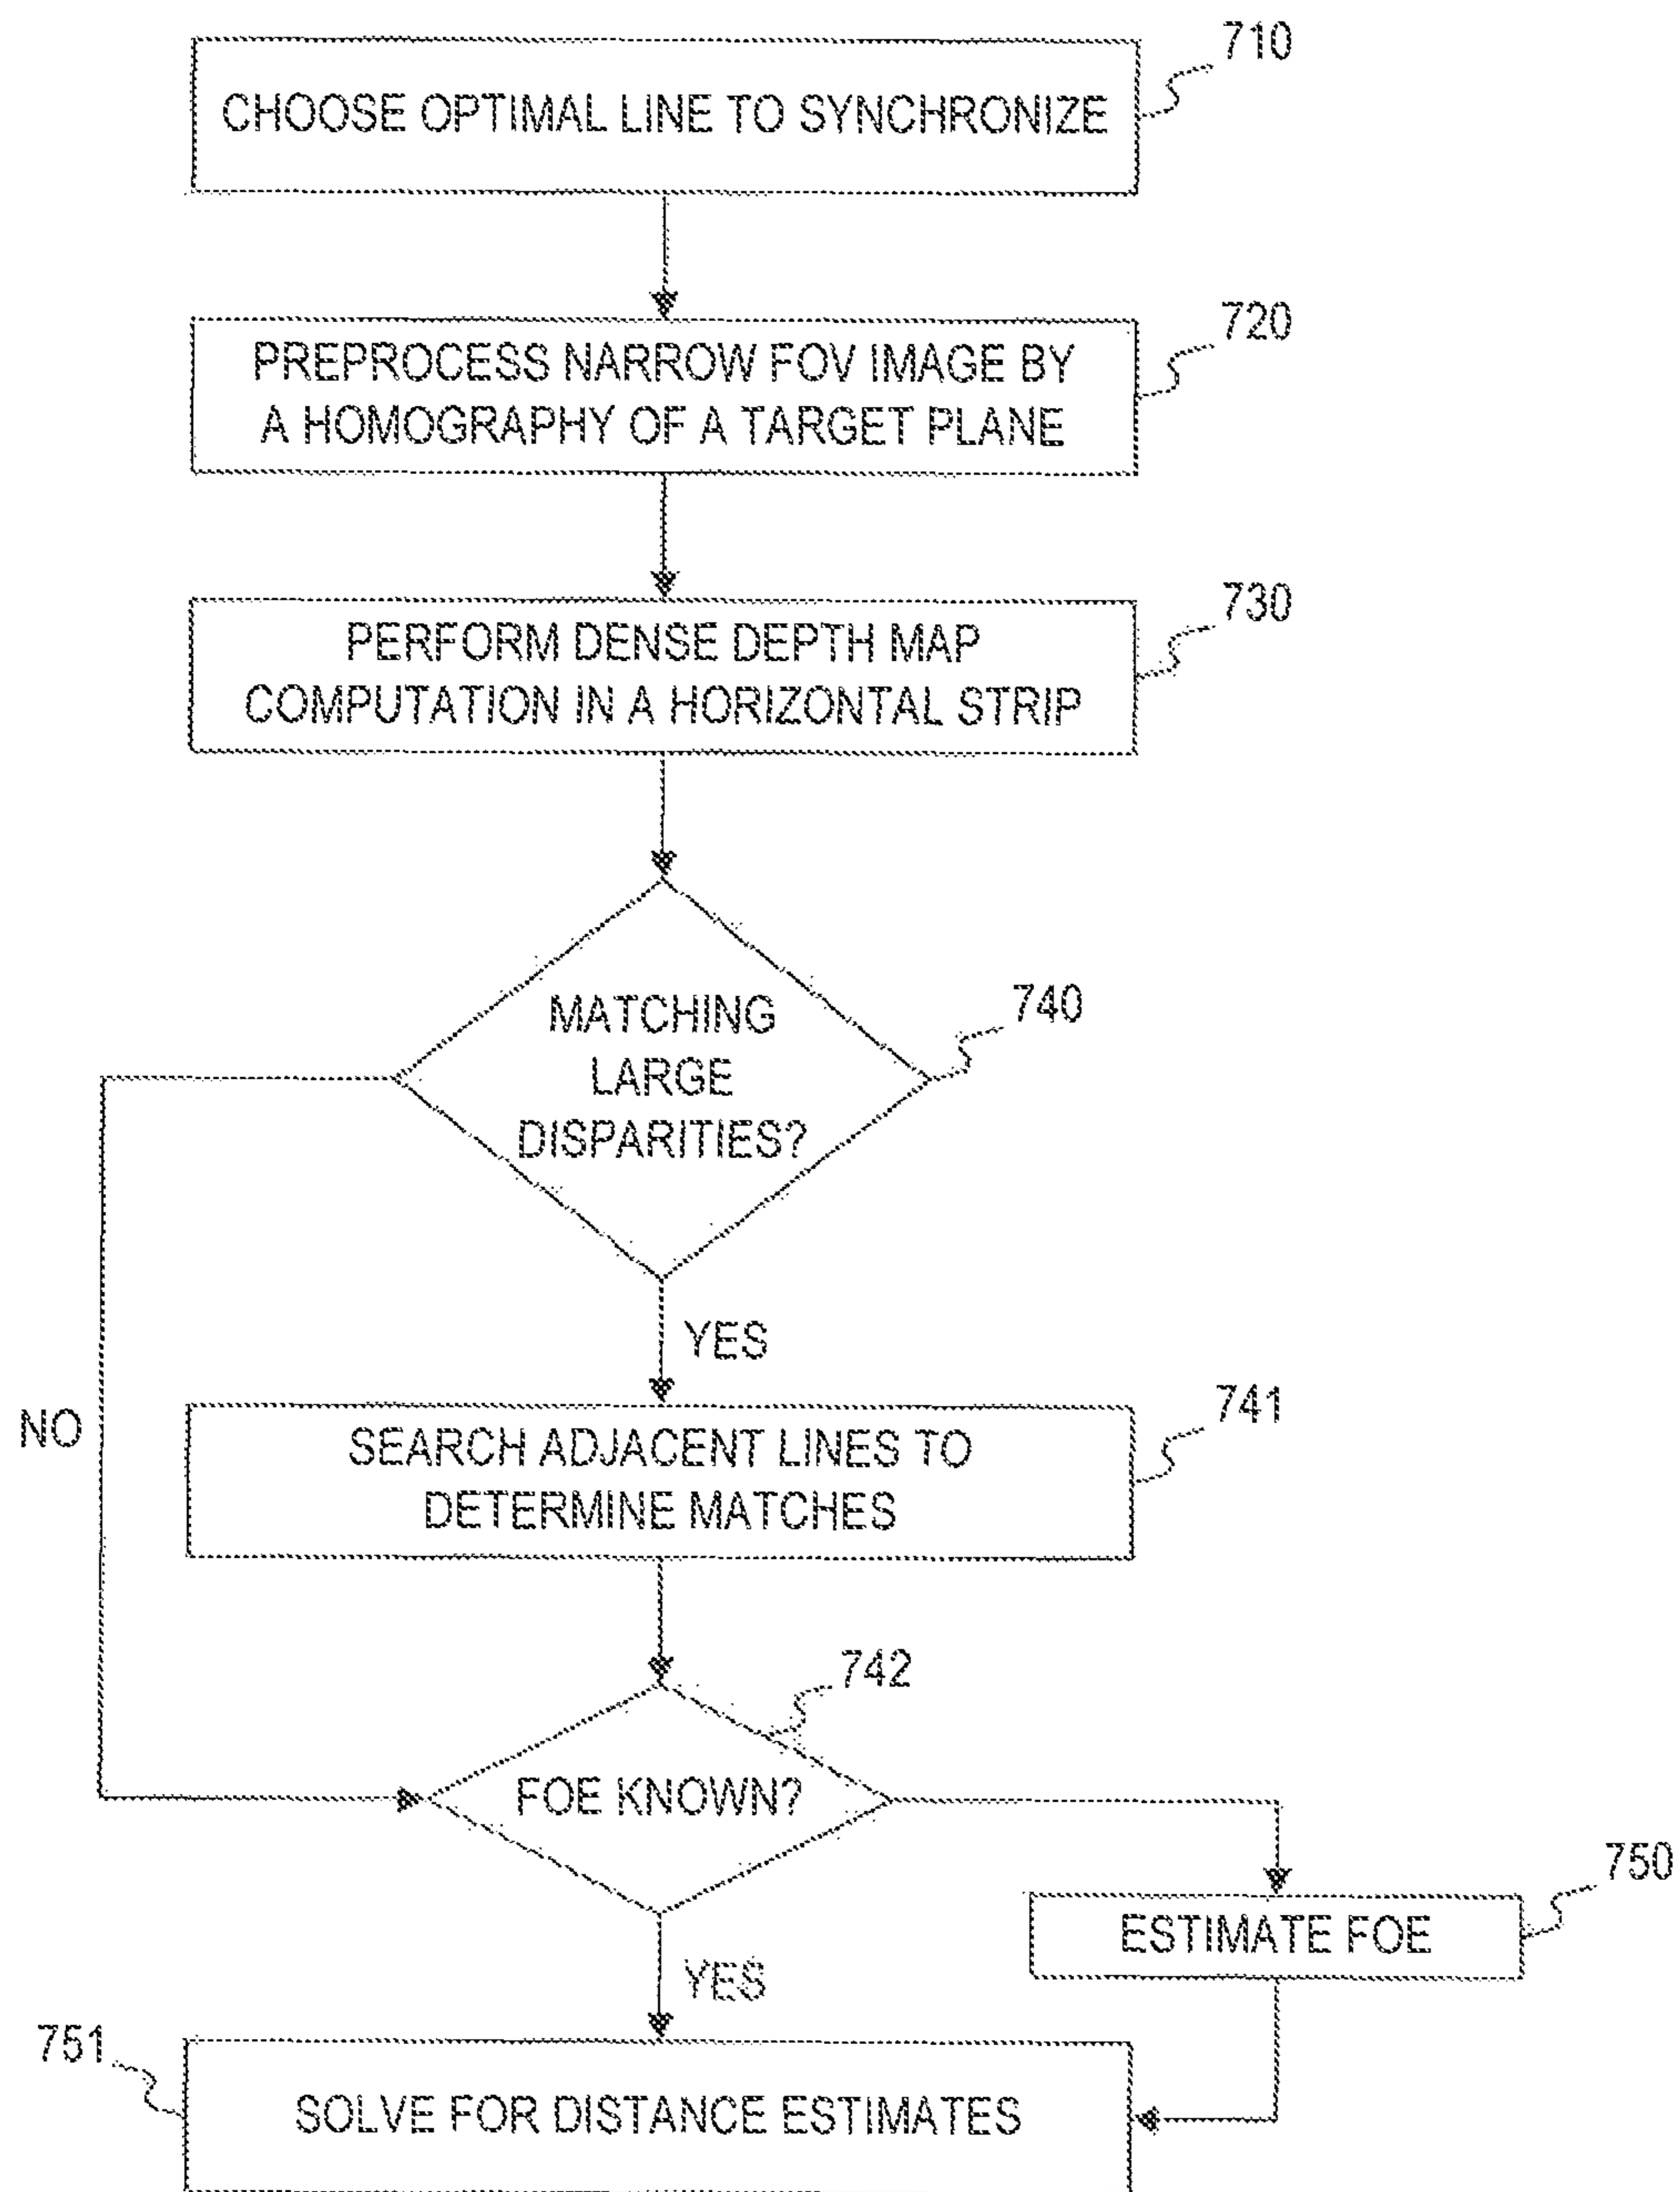 710
CHOOSE OPTIMAL LINE TO SYNCHRONIZE
720
PREPROCESS NARROW FOV IMAGE BY
A HOMOGRAPHY OF A TARGET PLANE
730
PERFORM DENSE DEPTH MAP
COMPUTATION IN A HORIZONTAL STRIP
740
MATCHING
LARGE
DISPARITIES?
YES
NO
741
SEARCH ADJACENT LINES TO
DETERMINE MATCHES
742
FOE KNOWN?
750
ESTIMATE FOE
YES
751
SOLVE FOR DISTANCE ESTIMATES